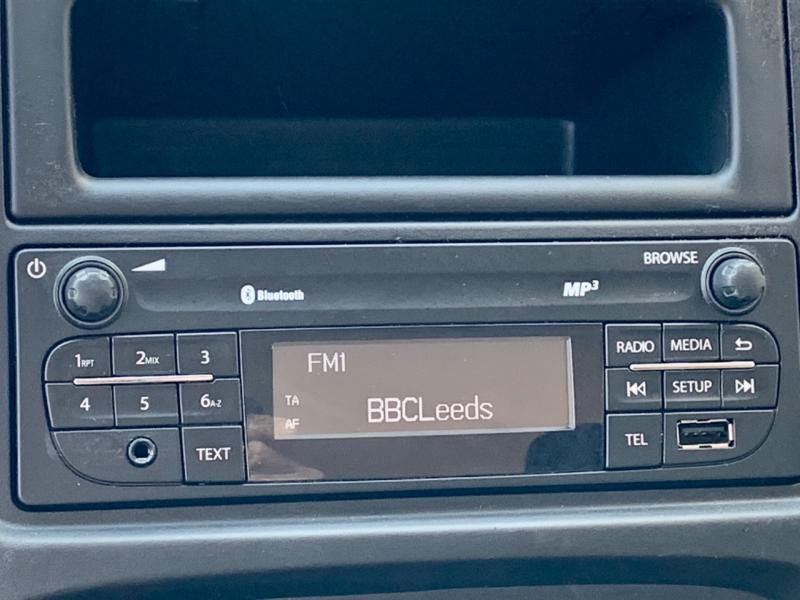 BROWSE
Bluetooth
MP3
1RPT
2MIX
3
4
5
6A-Z
TEXT
FM1
TA
AF
BBCLeeds
RADIO
MEDIA
SETUP
TEL